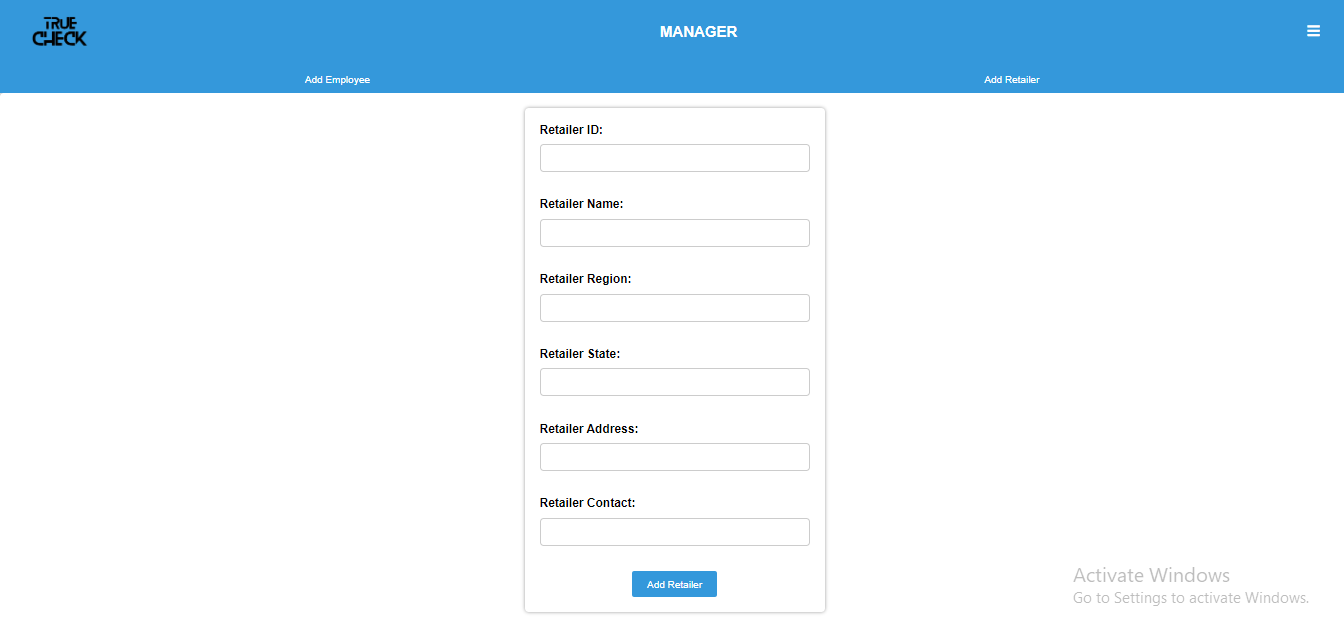 TRUE
CHECK
MANAGER
Add Employee
Add Retailer
Retailer ID:
Retailer Name:
Retailer Region:
Retailer State:
Retailer Address:
Retailer Contact:
Add Retailer
Activate Windows
Go to Settings to activate Windows.